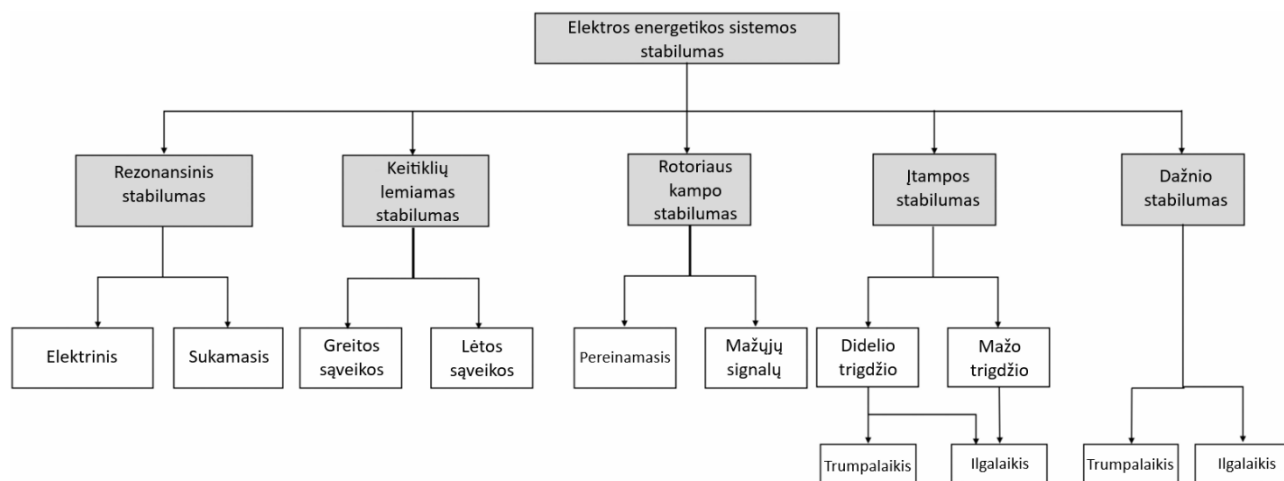 Elektros energetikos sistemos
stabilumas
Rezonansinis
stabilumas
Keitiklių
lemiamas
stabilumas
Rotoriaus
kampo
stabilumas
Įtampos
stabilumas
Dažnio
stabilumas
Elektrinis
Sukamasis
Greitos
sąveikos
Lėtos
sąveikos
Pereinamasis
Mažųjų
signalų
Didelio
trigdžio
Mažo
trigdžio
Trumpalaikis
Ilgalaikis
Trumpalaikis
Ilgalaikis